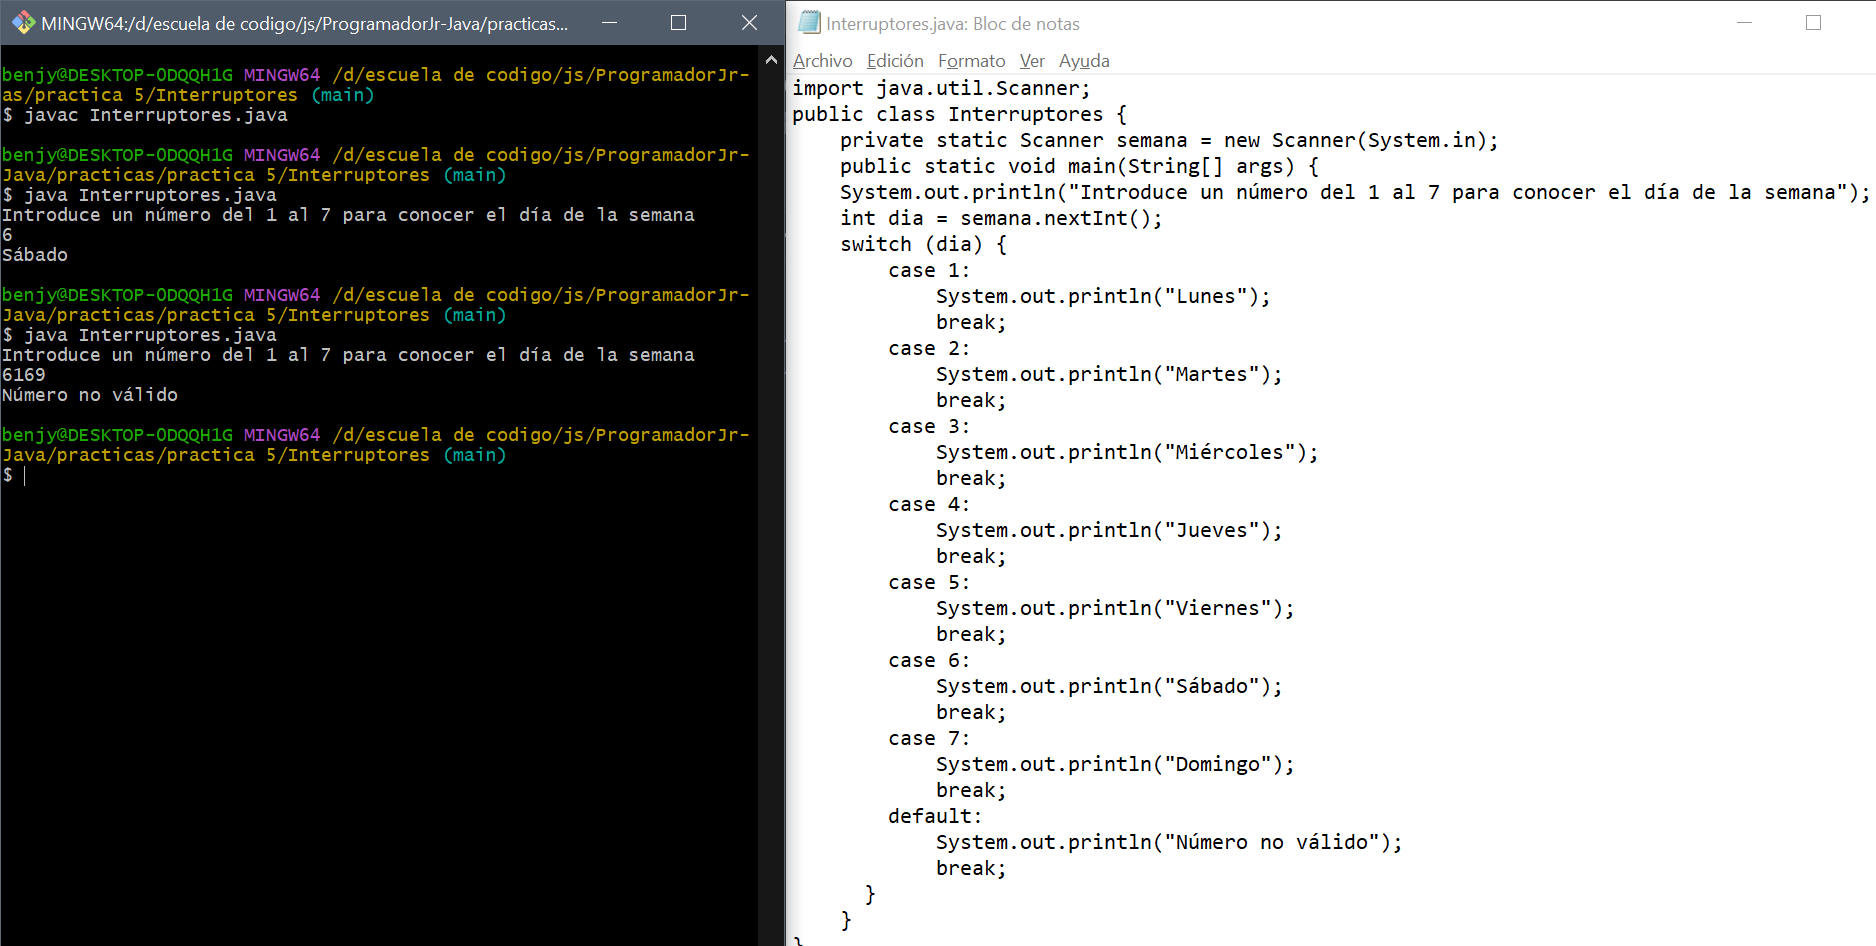 MINGW64:/d/escuela de codigo/js/ProgramadorJr-Java/practicas...
benjy@DESKTOP-0DQQH1G MINGW64 /d/escuela de codigo/js/ProgramadorJr-
as/practica 5/Interruptores (main)
$ javac Interruptores.java
benjy@DESKTOP-0DQQH1G MINGW64 /d/escuela de codigo/js/ProgramadorJr-
Java/practicas/practica 5/Interruptores (main)
$ java Interruptores.java
Introduce un número del 1 al 7 para conocer el día de la semana
6
Sábado
benjy@DESKTOP-0DQQH1G MINGW64 /d/escuela de codigo/js/ProgramadorJr-
Java/practicas/practica 5/Interruptores (main)
$ java Interruptores.java
Introduce un número del 1 al 7 para conocer el día de la semana
6169
Número no válido
benjy@DESKTOP-0DQQH1G MINGW64 /d/escuela de codigo/js/ProgramadorJr-
Java/practicas/practica 5/Interruptores (main)
$
Interruptores.java: Bloc de notas
Archivo Edición Formato Ver Ayuda
import java.util.Scanner;
public class Interruptores {
    private static Scanner semana = new Scanner(System.in);
    public static void main(String[] args) {
    System.out.println("Introduce un número del 1 al 7 para conocer el día de la semana");
    int dia = semana.nextInt();
    switch (dia) {
        case 1:
            System.out.println("Lunes");
            break;
        case 2:
            System.out.println("Martes");
            break;
        case 3:
            System.out.println("Miércoles");
            break;
        case 4:
            System.out.println("Jueves");
            break;
        case 5:
            System.out.println("Viernes");
            break;
        case 6:
            System.out.println("Sábado");
            break;
        case 7:
            System.out.println("Domingo");
            break;
        default:
            System.out.println("Número no válido");
            break;
      }
    }
}